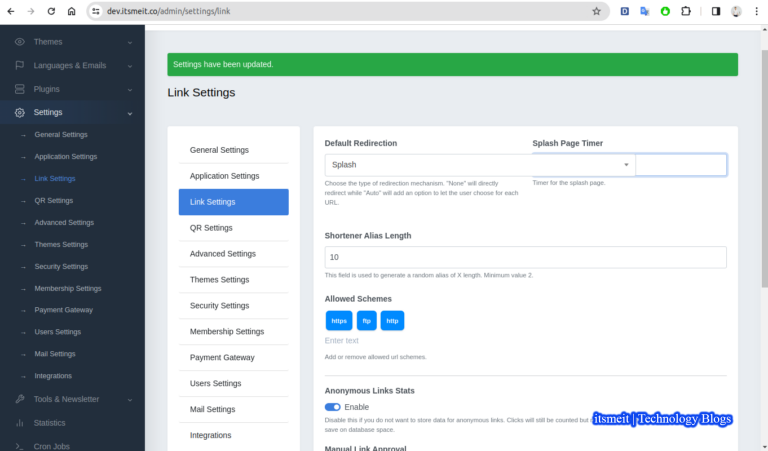 dev.itsmeit.co/admin/settings/link
Themes
Languages & Emails
Plugins
Settings
General Settings
Application Settings
Link Settings
QR Settings
Advanced Settings
Themes Settings
Security Settings
Membership Settings
Payment Gateway
Users Settings
Mail Settings
Integrations
Tools & Newsletter
Statistics
Cron Jobs
Settings have been updated.
Link Settings
General Settings
Application Settings
Link Settings
QR Settings
Advanced Settings
Themes Settings
Security Settings
Membership Settings
Payment Gateway
Users Settings
Mail Settings
Integrations
Default Redirection
Splash Page Timer
Splash
Choose the type of redirection mechanism. "None" will directly
redirect while "Auto" will add an option to let the user choose for each
URL.
Timer for the splash page.
Shortener Alias Length
10
This field is used to generate a random alias of X length. Minimum value 2.
Allowed Schemes
https ftp http
Enter text
Add or remove allowed url schemes.
Anonymous Links Stats
Enable
Disable this if you do not want to store data for anonymous links. Clicks will still be counted but
save on database space.
itsmeit | Technology Blogs
Manual Link Approval